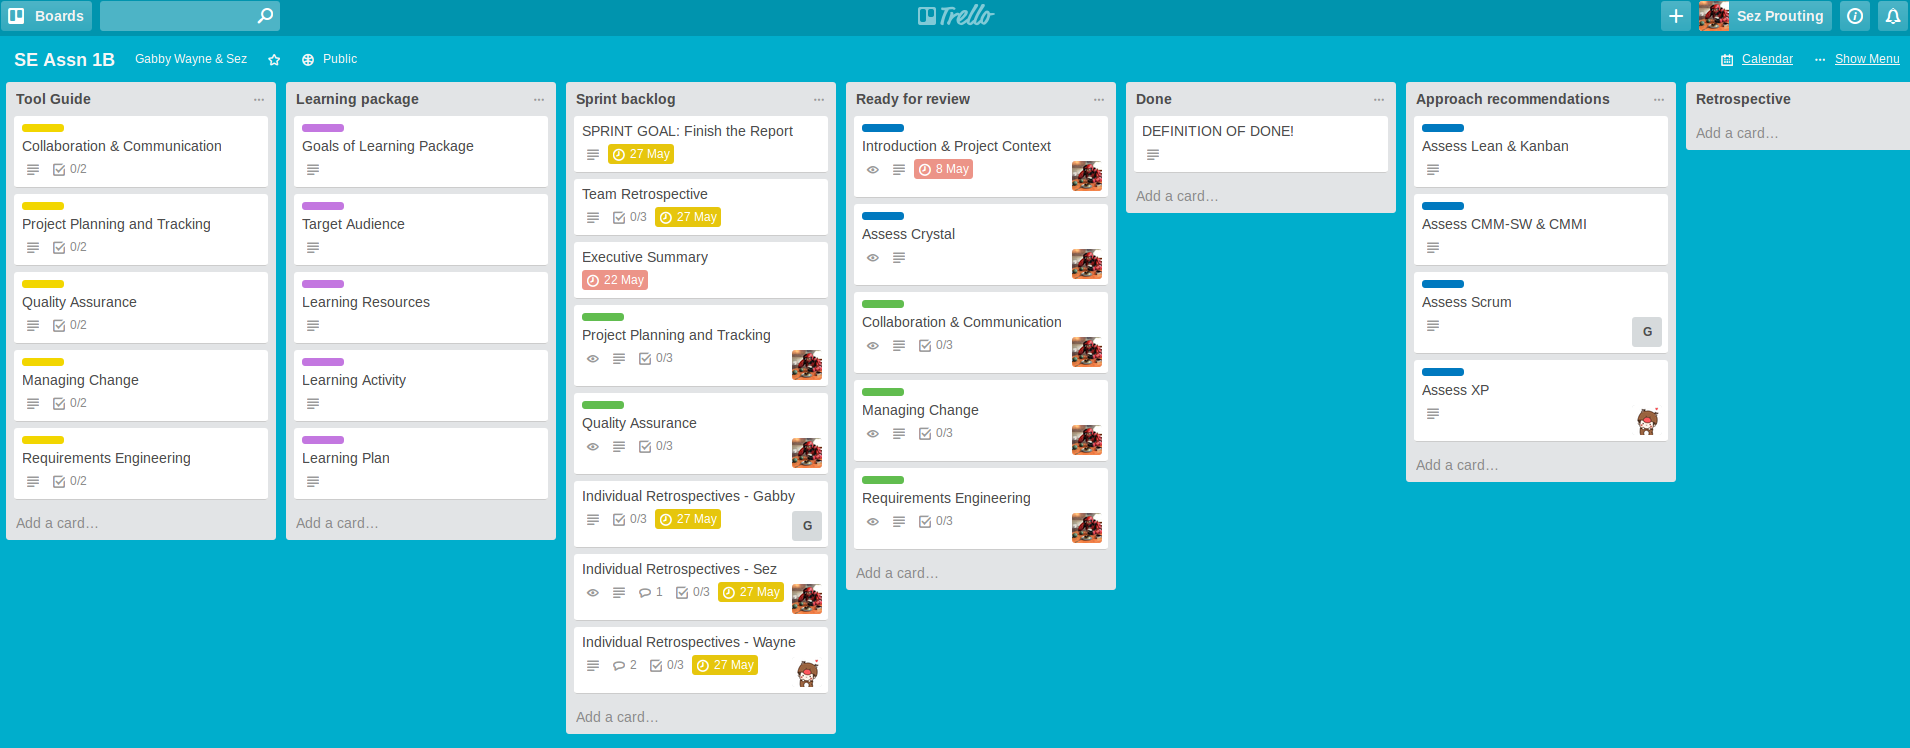 Boards
Trello
Sez Prouting
SE Assn 1B
Gabby Wayne & Sez
Public
Calendar
Show Menu
Tool Guide
Collaboration & Communication
0/2
Project Planning and Tracking
0/2
Quality Assurance
0/2
Managing Change
0/2
Requirements Engineering
0/2
Add a card…
Learning package
Goals of Learning Package
Target Audience
Learning Resources
Learning Activity
Learning Plan
Add a card…
Sprint backlog
SPRINT GOAL: Finish the Report
27 May
Team Retrospective
0/3 27 May
Executive Summary
22 May
Project Planning and Tracking
0/3
Quality Assurance
0/3
Individual Retrospectives - Gabby
0/3 27 May G
Individual Retrospectives - Sez
1 0/3 27 May
Individual Retrospectives - Wayne
2 0/3 27 May
Add a card…
Ready for review
Introduction & Project Context
8 May
Assess Crystal
Collaboration & Communication
0/3
Managing Change
0/3
Requirements Engineering
0/3
Add a card…
Done
DEFINITION OF DONE!
Add a card…
Approach recommendations
Assess Lean & Kanban
Assess CMM-SW & CMMI
Assess Scrum
G
Assess XP
Add a card…
Retrospective
Add a card…